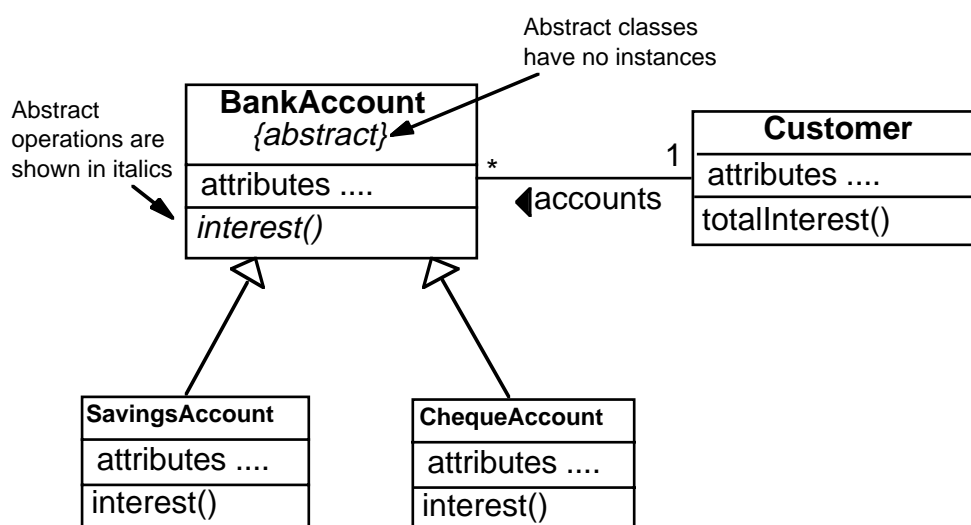 Abstract classes
have no instances
Abstract
operations are
shown in italics
BankAccount
{abstract}
attributes ....
interest()
*
1
accounts
Customer
attributes ....
totalInterest()
SavingsAccount
attributes ....
interest()
ChequeAccount
attributes ....
interest()